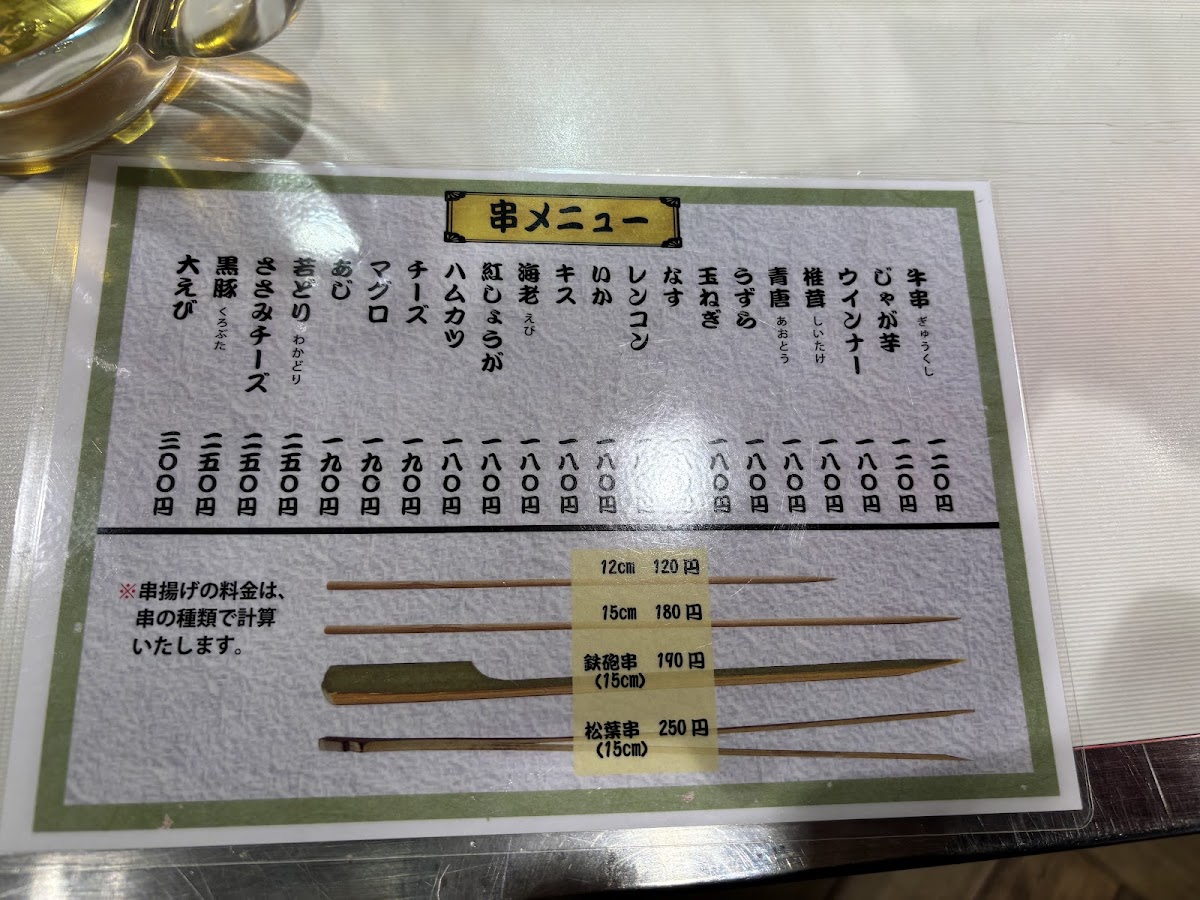 串メニュー
牛串 ぎゅうくし 一二〇円
じゃが芋 一二〇円
ウインナー 一八〇円
椎茸 しいたけ 一八〇円
青唐 あおとう 一八〇円
うずら 一八〇円
玉ねぎ 一八〇円
なす
レンコン
いか 一八〇円
キス 一八〇円
海老 えび 一八〇円
紅しょうが 一八〇円
ハムカツ 一八〇円
チーズ 一九〇円
マグロ 一九〇円
あじ 一九〇円
若どり わかどり 二五〇円
ささみチーズ 二五〇円
黒豚 くろぶた 二五〇円
大えび 三〇〇円
※串揚げの料金は、
串の種類で計算
いたします。
12cm 120円
15cm 180円
鉄砲串 190円
(15cm)
松葉串 250円
(15cm)